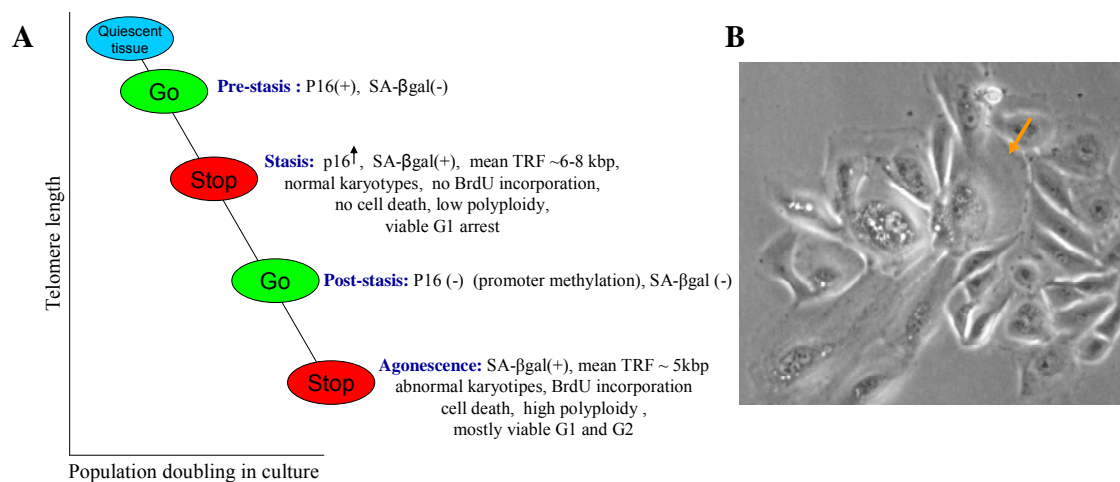 A
B
Quiescent
tissue
Go
Pre-stasis : P16(+), SA-βgal(-)
Stop
Stasis: p16↑, SA-βgal(+), mean TRF ~6-8 kbp,
normal karyotypes, no BrdU incorporation,
no cell death, low polyploidy,
viable G1 arrest
Go
Post-stasis: P16 (-) (promoter methylation), SA-βgal (-)
Stop
Agonescence: SA-βgal(+), mean TRF ~ 5kbp
abnormal karyotipes, BrdU incorporation
cell death, high polyploidy ,
mostly viable G1 and G2
Telomere length
Population doubling in culture